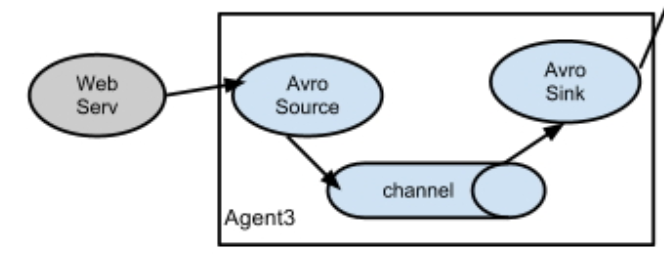 Web
Serv
Avro
Source
Avro
Sink
channel
Agent3